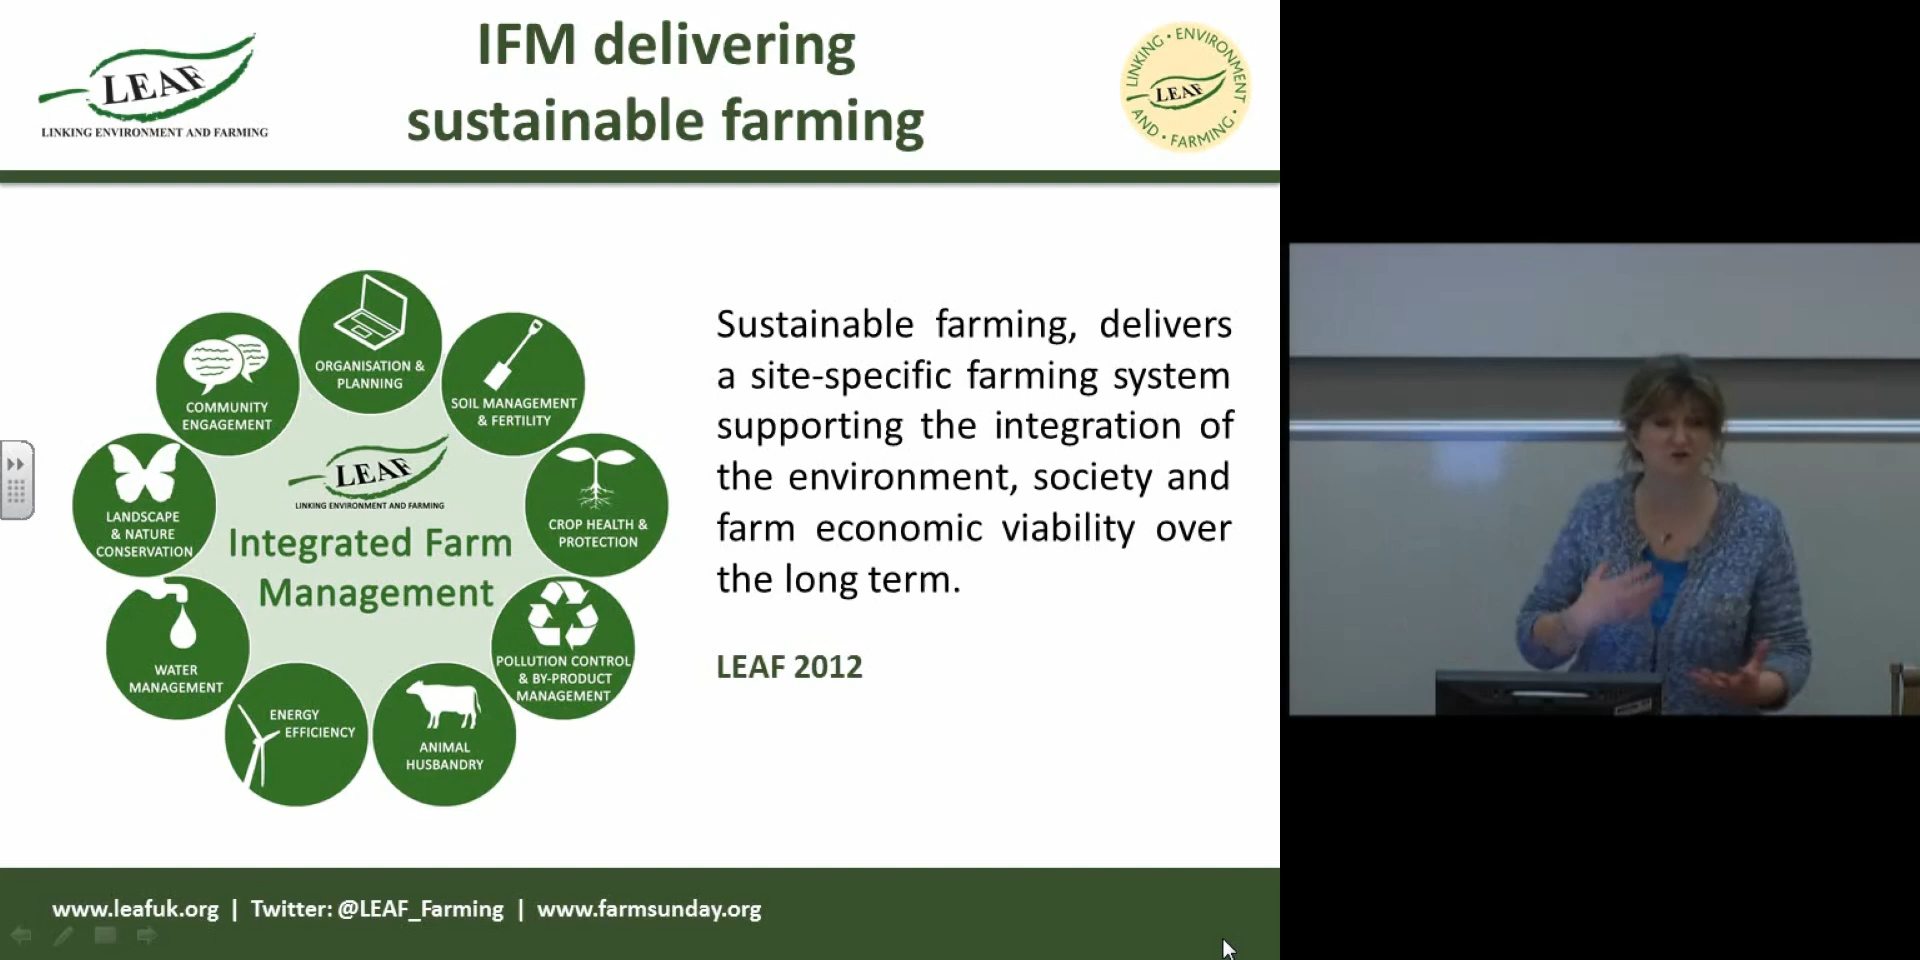 IFM delivering
sustainable farming
LEAF
LINKING ENVIRONMENT AND FARMING
LINKING • ENVIRONMENT • AND • FARMING •
LEAF
ORGANISATION &
PLANNING
SOIL MANAGEMENT
& FERTILITY
CROP HEALTH &
PROTECTION
POLLUTION CONTROL
& BY-PRODUCT
MANAGEMENT
ANIMAL
HUSBANDRY
ENERGY
EFFICIENCY
WATER
MANAGEMENT
LANDSCAPE
& NATURE
CONSERVATION
COMMUNITY
ENGAGEMENT
LEAF
LINKING ENVIRONMENT AND FARMING
Integrated Farm
Management
Sustainable farming, delivers
a site-specific farming system
supporting the integration of
the environment, society and
farm economic viability over
the long term.
LEAF 2012
www.leafuk.org | Twitter: @LEAF_Farming | www.farmsunday.org